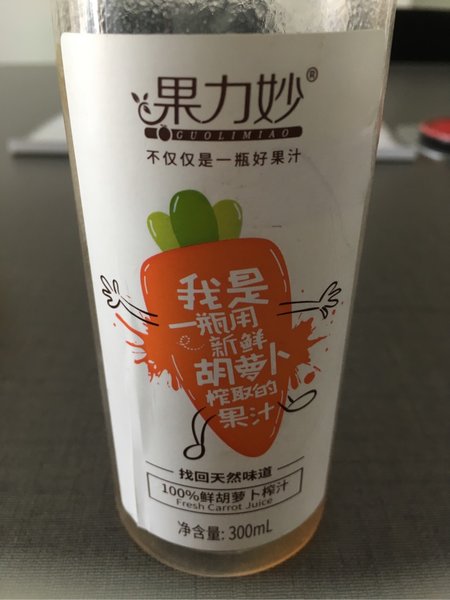 果力妙®
GUOLIMIAO
不仅仅是一瓶好果汁
我是
一瓶用
新鲜
胡萝卜
榨取的
果汁
找回天然味道
100%鲜胡萝卜榨汁
Fresh Carrot Juice
净含量: 300mL